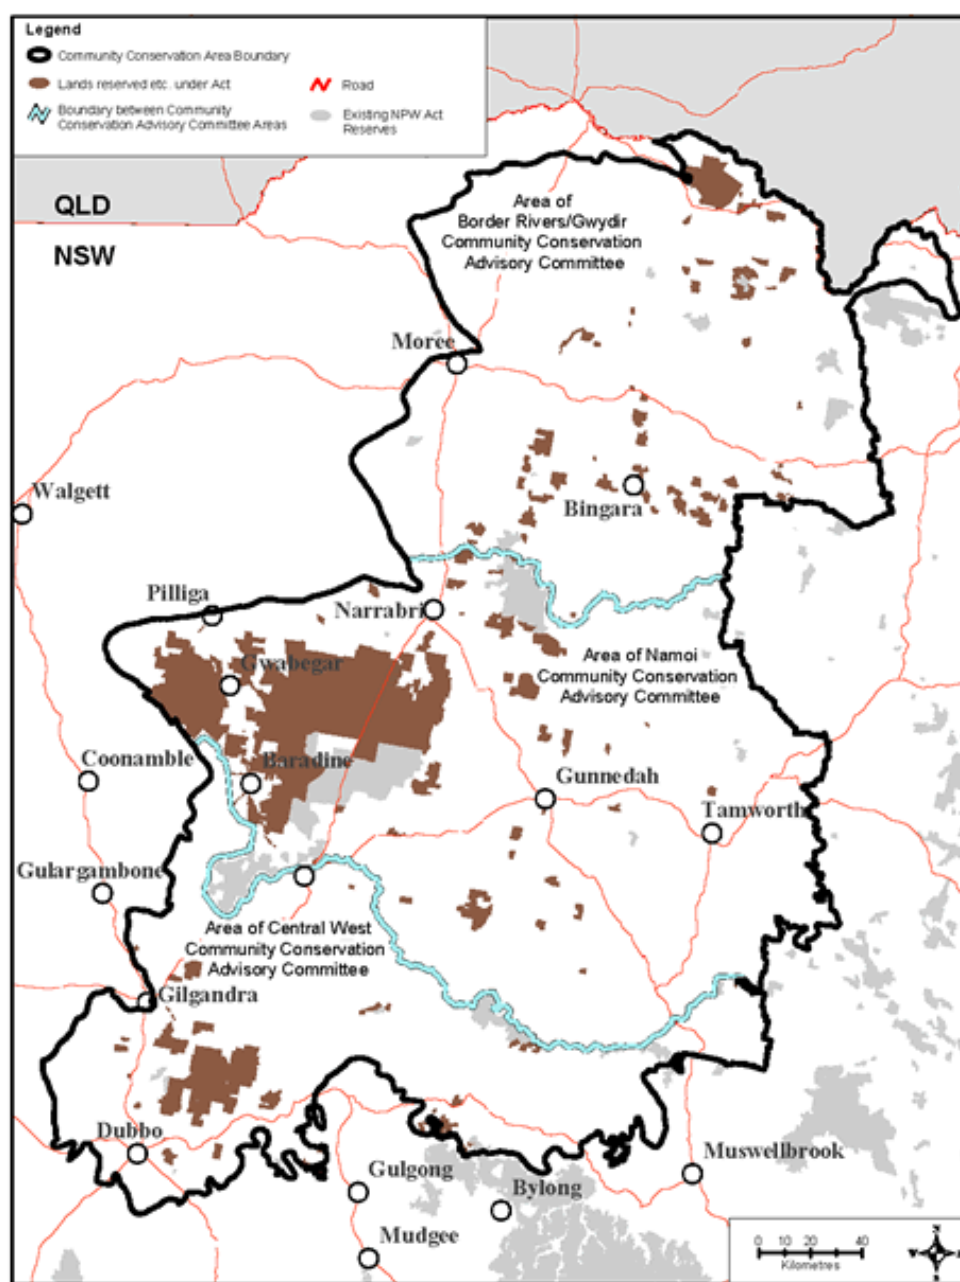 Legend
Community Conservation Area Boundary
Lands reserved etc. under Act
Road
Boundary between Community
Conservation Advisory Committee Areas
Existing NPW Act
Reserves
QLD
NSW
Area of
Border Rivers/Gwydir
Community Conservation
Advisory Committee
Moree
Walgett
Bingara
Pilliga
Narrabri
Gwabegar
Area of Namoi
Community Conservation
Advisory Committee
Coonamble
Baradine
Gunnedah
Tamworth
Gulargambone
Area of Central West
Community Conservation
Advisory Committee
Gilgandra
Dubbo
Gulgong
Muswellbrook
Bylong
Mudgee
0 10 20 40
Kilometres